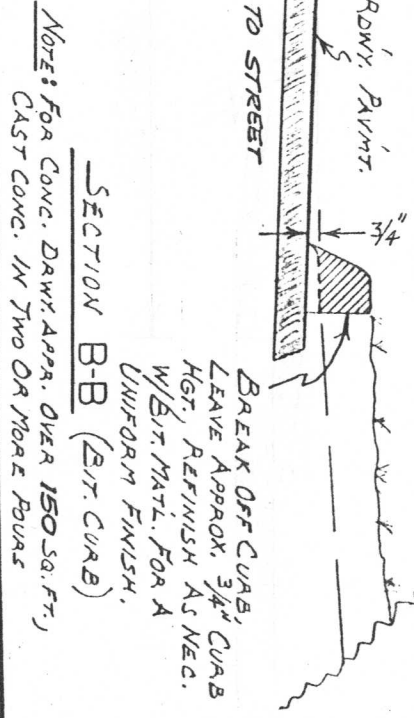 RDWY. PAVMT.
TO STREET
3/4"
BREAK OFF CURB,
LEAVE APPROX. 3/4" CURB
HGT., REFINISH AS NEC.
W/BIT. MAT'L. FOR A
UNIFORM FINISH.
SECTION B-B (BIT. CURB)
NOTE: FOR CONC. DRWY. APPR. OVER 150 SQ. FT.,
CAST CONC. IN TWO OR MORE POURS